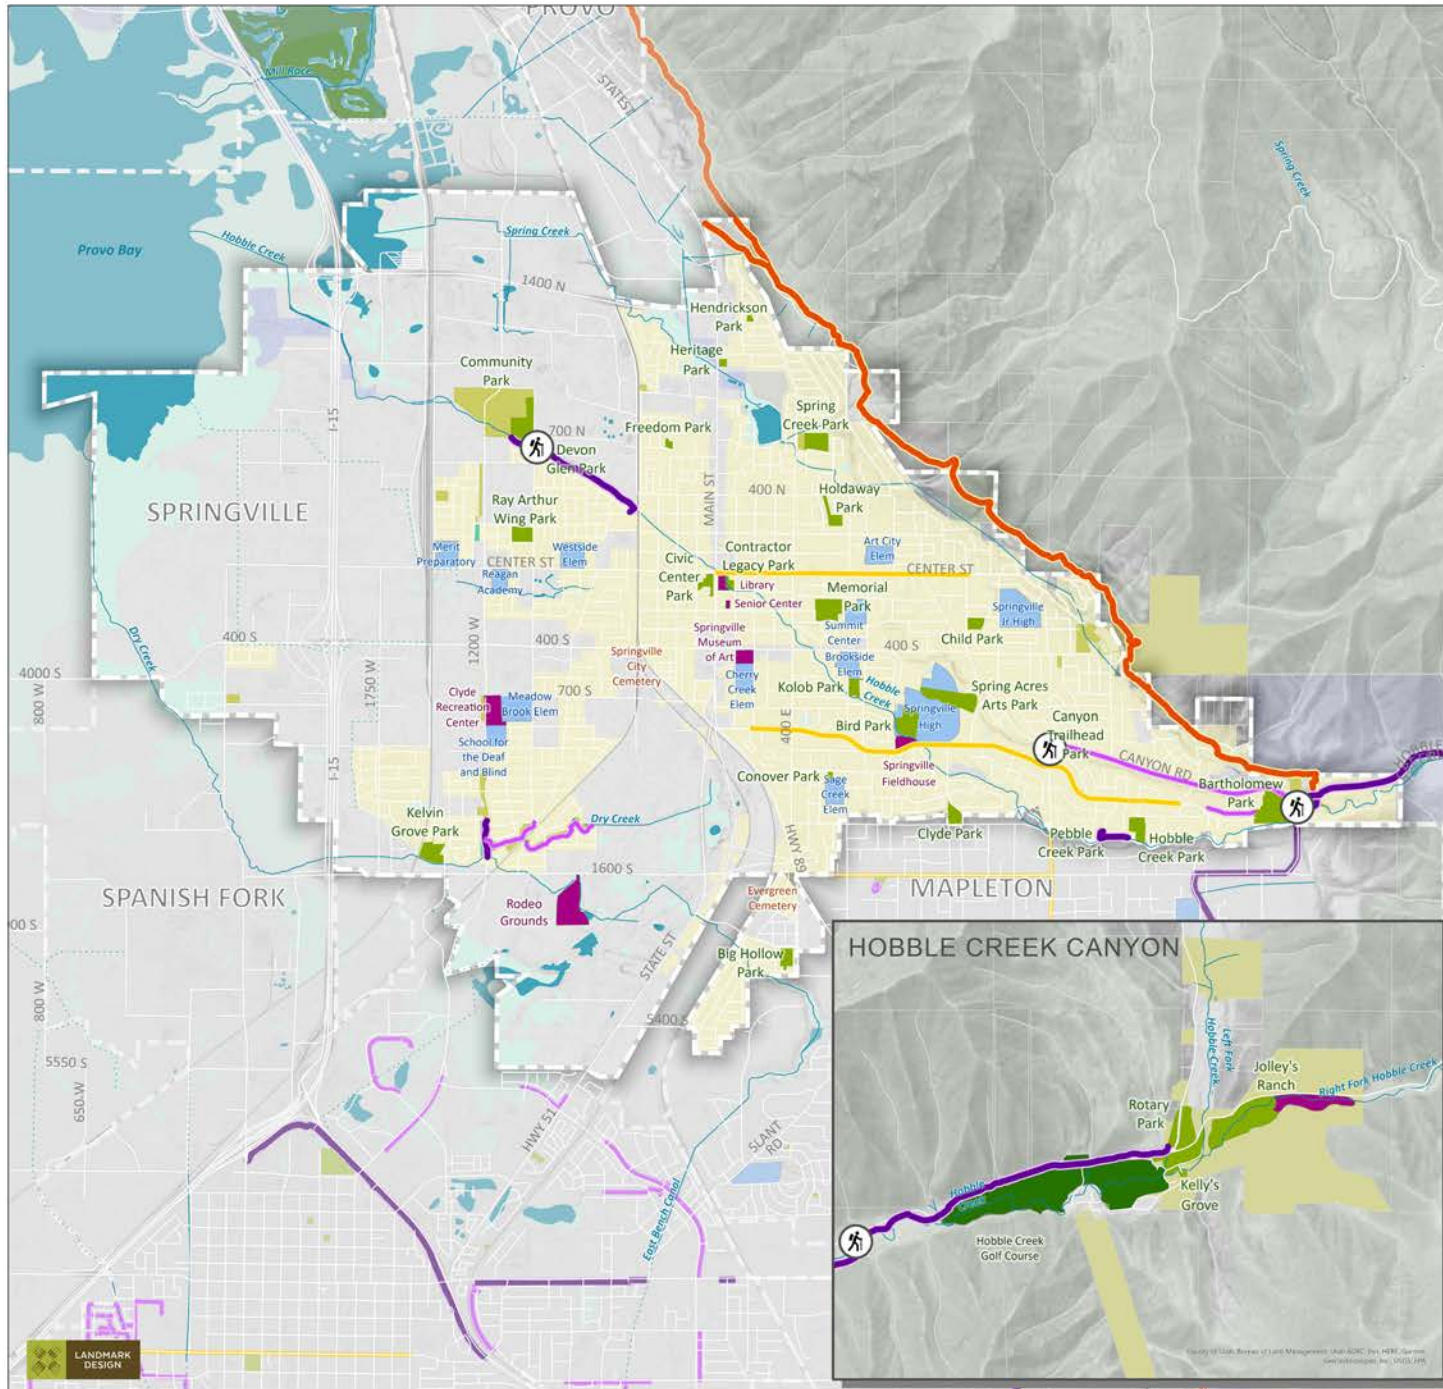 PROVO
Mill Race
STATE ST
Spring Creek
Provo Bay
Hobble Creek
Spring Creek
1400 N
Hendrickson
Park
Heritage
Park
Community
Park
I-15
700 N
Devon
Glem Park
Freedom Park
Spring
Creek Park
MAIN ST
400 N
Holdaway
Park
SPRINGVILLE
Ray Arthur
Wing Park
Merit
Preparatory
CENTER ST
Westside
Elem
Reagan
Academy
Civic
Center
Park
Contractor
Legacy Park
Library
Senior Center
Art City
Elem
CENTER ST
Memorial
Park
Springville
Jr High
Summit
Center
Brookside
Elem
Child Park
400 S
400 S
400 S
1200 W
Springville
Museum
of Art
Springville
City
Cemetery
Cherry
Creek
Elem
Dry Creek
4000 S
800 W
1750 W
700 S
Clyde
Recreation
Center
Meadow
Brook Elem
School for
the Deaf
and Blind
Kolob Park
Hobble
Creek
Spring Acres
Arts Park
Bird Park
Springville
High
400 E
Canyon
Trailhead
Park
CANYON RD
HOBBLE
I-15
Conover Park
Sage
Creek
Elem
Springville
Fieldhouse
Bartholomew
Park
Kelvin
Grove Park
Dry Creek
HWY 89
Clyde Park
Pebble
Creek Park
Hobble
Creek Park
1600 S
SPANISH FORK
Evergreen
Cemetery
MAPLETON
Rodeo
Grounds
STATE ST
Big Hollow
Park
800 W
5400 S
5550 S
650 W
HWY 51
SLANT
RD
East Bench Canal
HOBBLE CREEK CANYON
Left Fork
Hobble Creek
Jolley's
Ranch
Right Fork Hobble Creek
Rotary
Park
Kelly's
Grove
Hobble
Creek
Hobble Creek
Golf Course
LANDMARK
DESIGN